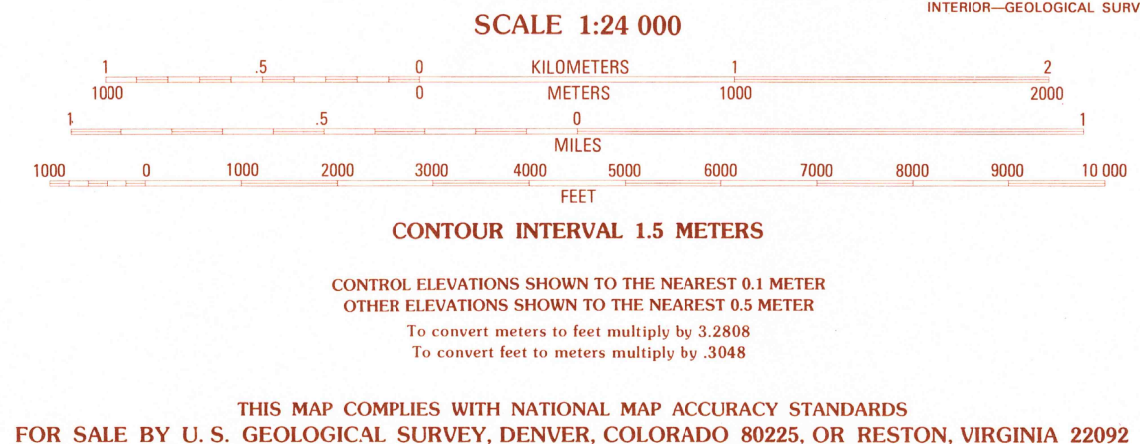 INTERIOR—GEOLOGICAL SURV
SCALE 1:24 000
1 .5 0 KILOMETERS 1 2
1000 0 METERS 1000 2000
1 .5 0 1
MILES
1000 0 1000 2000 3000 4000 5000 6000 7000 8000 9000 10 000
FEET
CONTOUR INTERVAL 1.5 METERS
CONTROL ELEVATIONS SHOWN TO THE NEAREST 0.1 METER
OTHER ELEVATIONS SHOWN TO THE NEAREST 0.5 METER
To convert meters to feet multiply by 3.2808
To convert feet to meters multiply by .3048
THIS MAP COMPLIES WITH NATIONAL MAP ACCURACY STANDARDS
FOR SALE BY U. S. GEOLOGICAL SURVEY, DENVER, COLORADO 80225, OR RESTON, VIRGINIA 22092